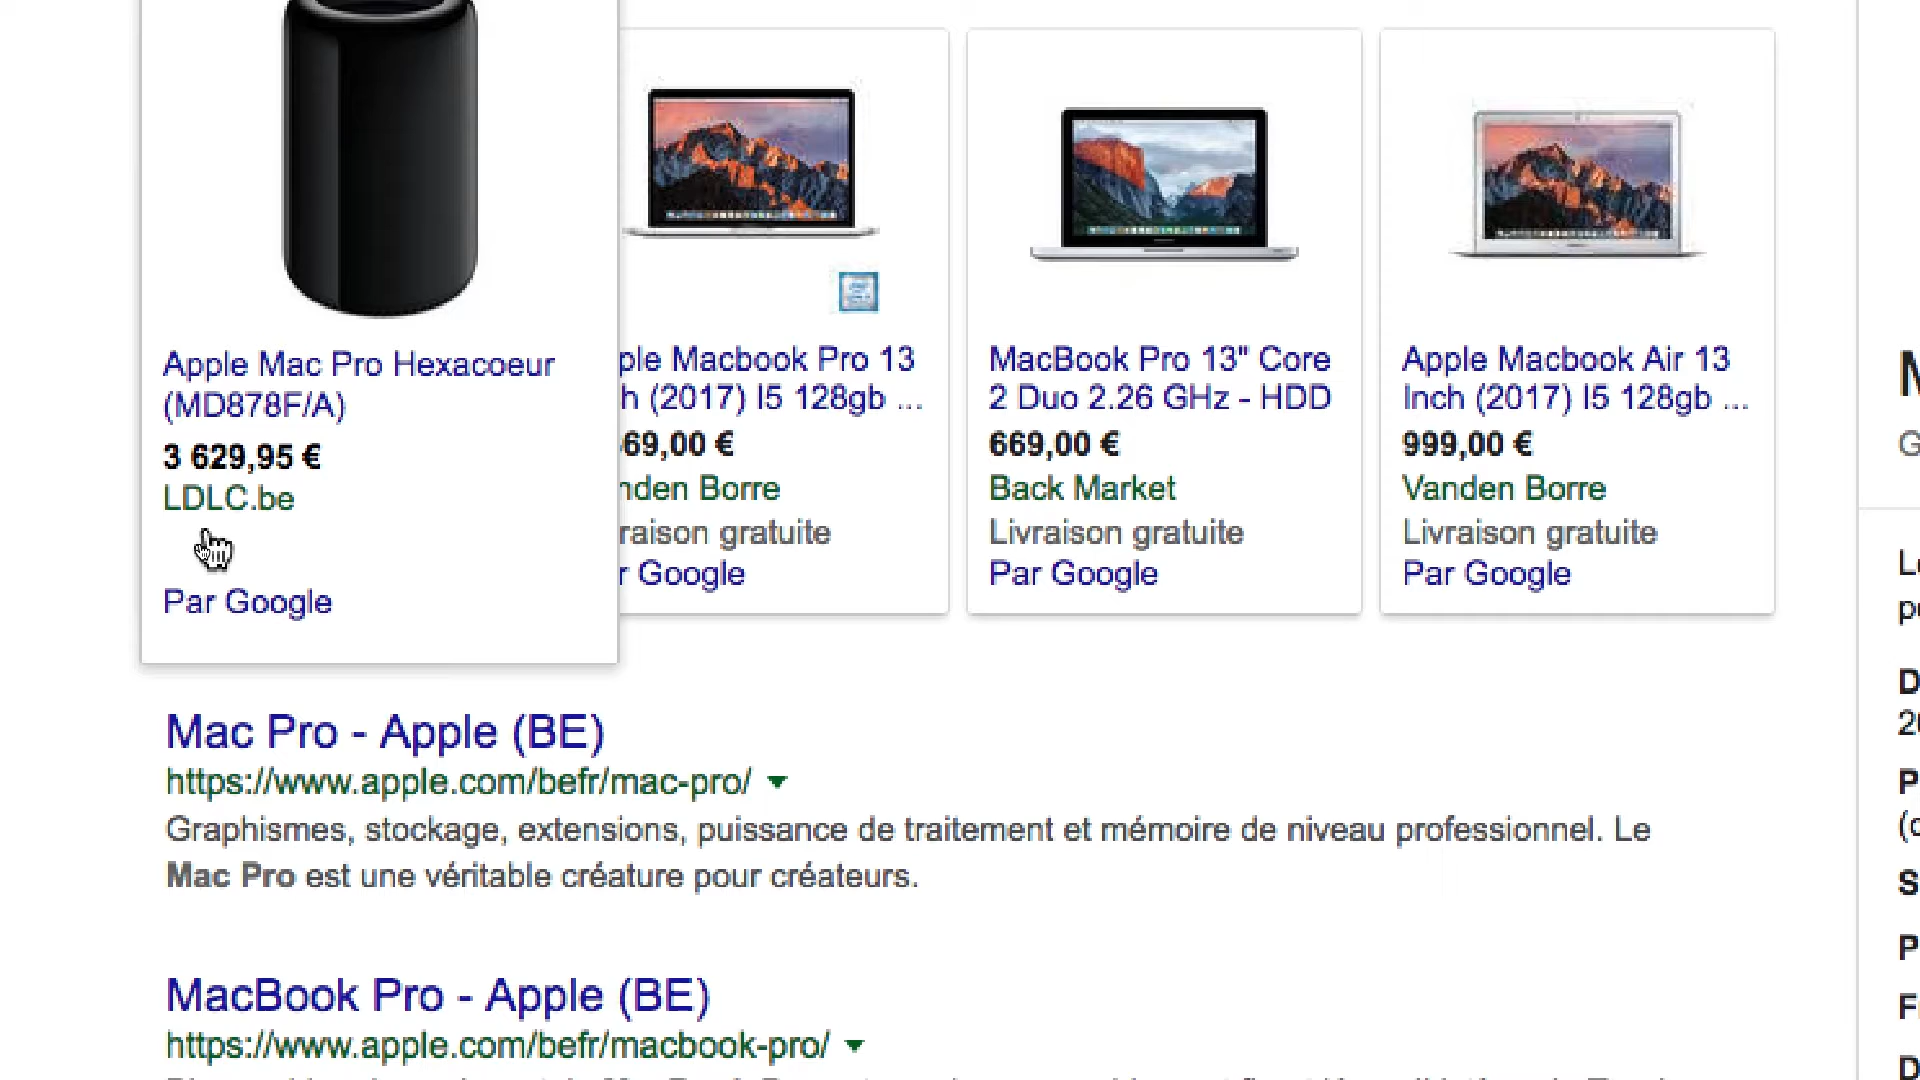 Apple Mac Pro Hexacoeur
(MD878F/A)
3 629,95 €
LDLC.be
Par Google
ple Macbook Pro 13
h (2017) I5 128gb ...
69,00 €
nden Borre
raison gratuite
r Google
MacBook Pro 13" Core
2 Duo 2.26 GHz - HDD
669,00 €
Back Market
Livraison gratuite
Par Google
Apple Macbook Air 13
Inch (2017) I5 128gb ...
999,00 €
Vanden Borre
Livraison gratuite
Par Google
Mac Pro - Apple (BE)
https://www.apple.com/befr/mac-pro/
Graphismes, stockage, extensions, puissance de traitement et mémoire de niveau professionnel. Le
Mac Pro est une véritable créature pour créateurs.
MacBook Pro - Apple (BE)
https://www.apple.com/befr/macbook-pro/